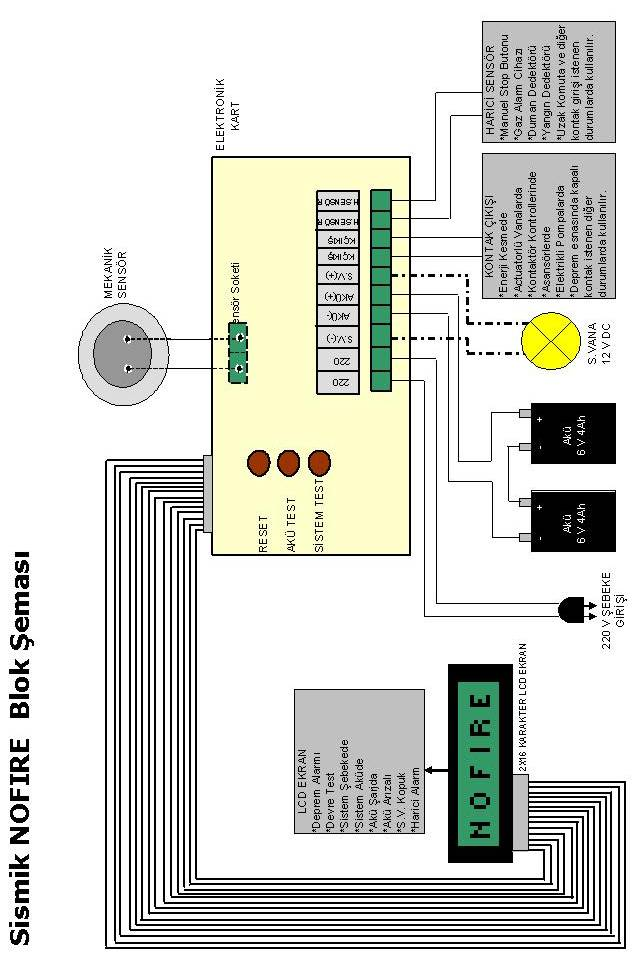 Sismik NOFIRE Blok Şeması
MEKANİK
SENSÖR
ELEKTRONİK
KART
ensör Soketi
RESET
AKÜ TEST
SİSTEM TEST
220
220
S.V(-)
AKÜ-
AKÜ(+)
S.V(+)
KÇIKIŞ
KÇIKIŞ
H.SENSÖR
H.SENSÖR
HARİCİ SENSÖR
*Manuel Stop Butonu
*Gaz Alarm Cihazı
*Duman Dedektörü
*Yangın Dedektörü
*Uzak Komuta ve diğer
kontak girişi istenen
durumlarda kullanılır.
KONTAK ÇIKIŞI
*Enerji Kesmede
*Actuatorlü Vanalarda
*Kontaktör Kontrollerinde
*Asansörlerde
*Elektrikli Pompalarda
*Deprem esnasında kapalı
kontak istenen diğer
durumlarda kullanılır.
S.VANA
12 V DC
+
-
Akü
6 V 4Ah
+
-
Akü
6 V 4Ah
220 V ŞEBEKE
GİRİŞİ
LCD EKRAN
*Deprem Alarmı
*Devre Test
*Sistem Şebekede
*Sistem Aküde
*Akü Şarjda
*Akü Arızalı
*S.V. Kopuk
*Harici Alarm
NOFIRE
2X16 KARAKTER LCD EKRAN